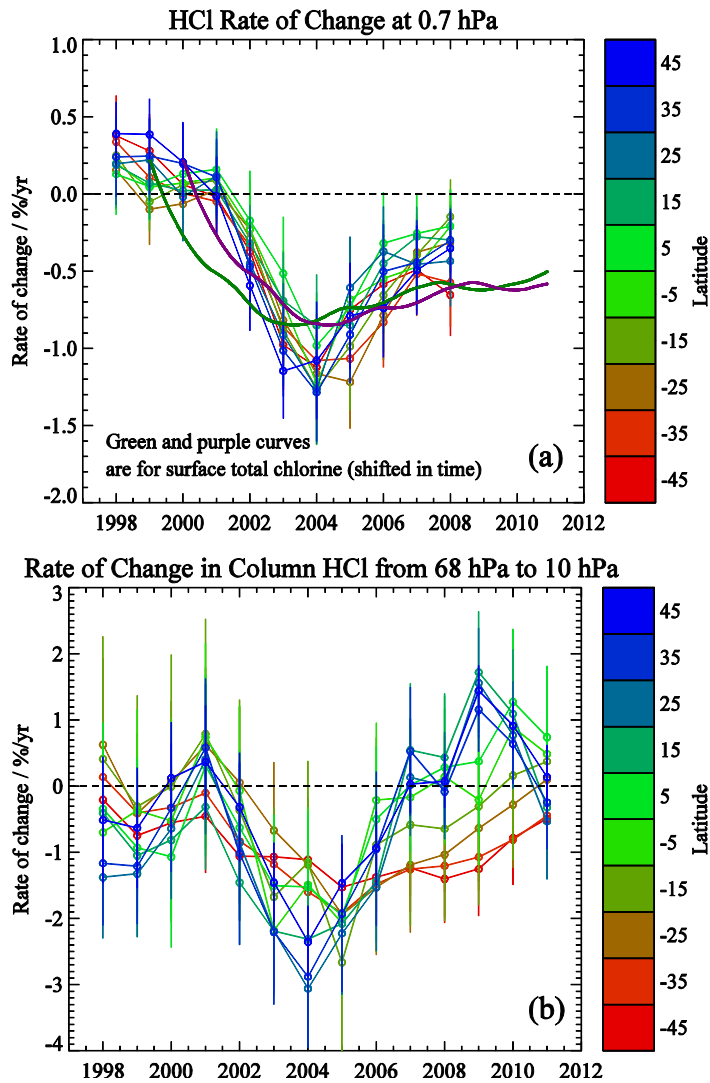 HCl Rate of Change at 0.7 hPa
1.0
0.5
0.0
-0.5
-1.0
-1.5
-2.0
Rate of change / %/yr
Green and purple curves
are for surface total chlorine (shifted in time)
(a)
1998 2000 2002 2004 2006 2008 2010 2012
45
35
25
15
5
-5
-15
-25
-35
-45
Latitude
Rate of Change in Column HCl from 68 hPa to 10 hPa
3
2
1
0
-1
-2
-3
-4
Rate of change / %/yr
(b)
1998 2000 2002 2004 2006 2008 2010 2012
45
35
25
15
5
-5
-15
-25
-35
-45
Latitude